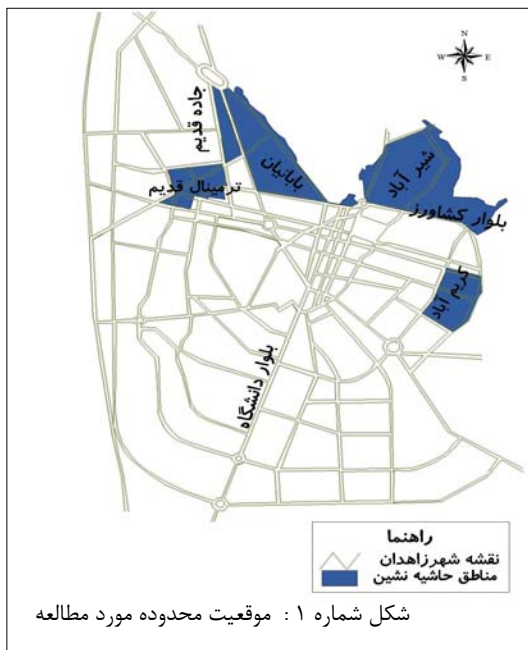 N
W E
S
جاده قدیم
بابائیان
شیر آباد
ترمینال قدیم
بلوار کشاورز
کریم آباد
بلوار دانشگاه
راهنما
نقشه شهرزاهدان
مناطق حاشیه نشین
شکل شماره ۱ : موقعیت محدوده مورد مطالعه